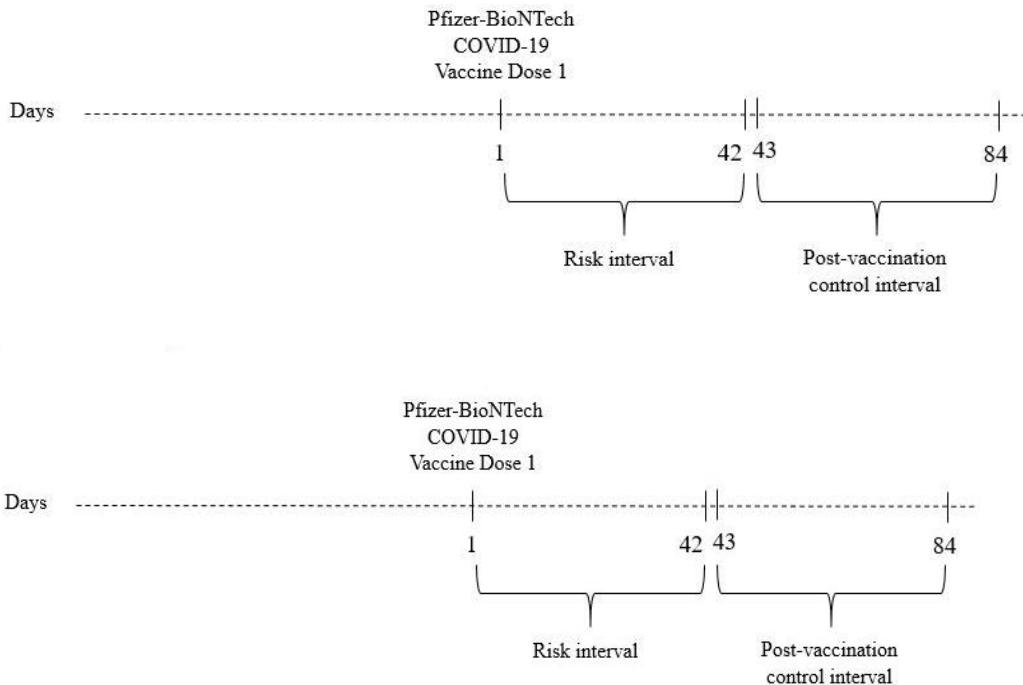 Pfizer-BioNTech
COVID-19
Vaccine Dose 1
Days
1
42 43
84
Risk interval
Post-vaccination
control interval
Pfizer-BioNTech
COVID-19
Vaccine Dose 1
Days
1
42 43
84
Risk interval
Post-vaccination
control interval